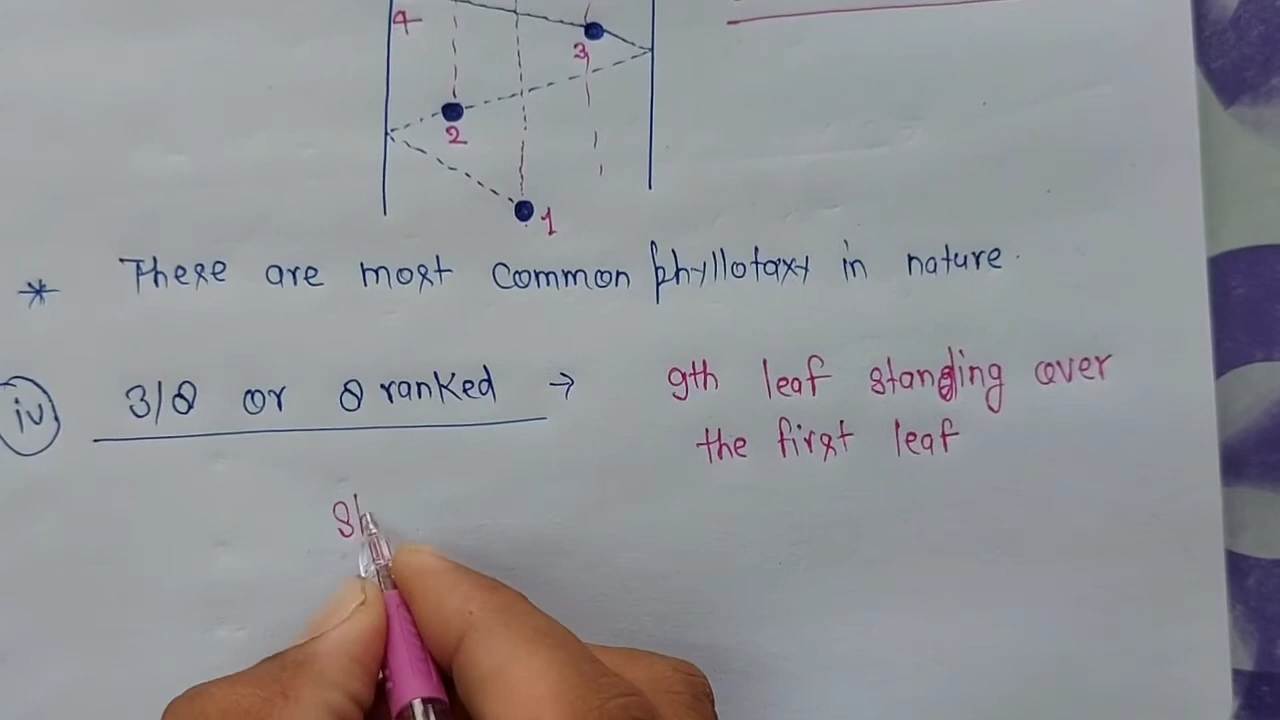 4
3
2
1
* These are most common phyllotaxy in nature.
iv 3/8 or 8 ranked → 9th leaf standing over
the first leaf
Sh